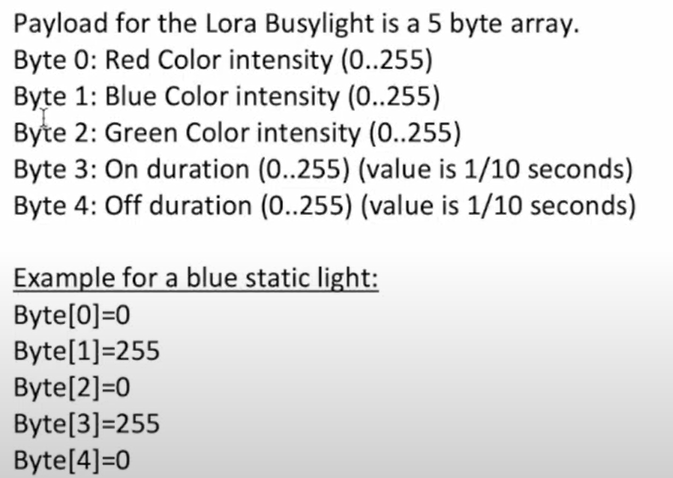 Payload for the Lora Busylight is a 5 byte array.
Byte 0: Red Color intensity (0..255)
Byte 1: Blue Color intensity (0..255)
Byte 2: Green Color intensity (0..255)
Byte 3: On duration (0..255) (value is 1/10 seconds)
Byte 4: Off duration (0..255) (value is 1/10 seconds)
Example for a blue static light:
Byte[0]=0
Byte[1]=255
Byte[2]=0
Byte[3]=255
Byte[4]=0